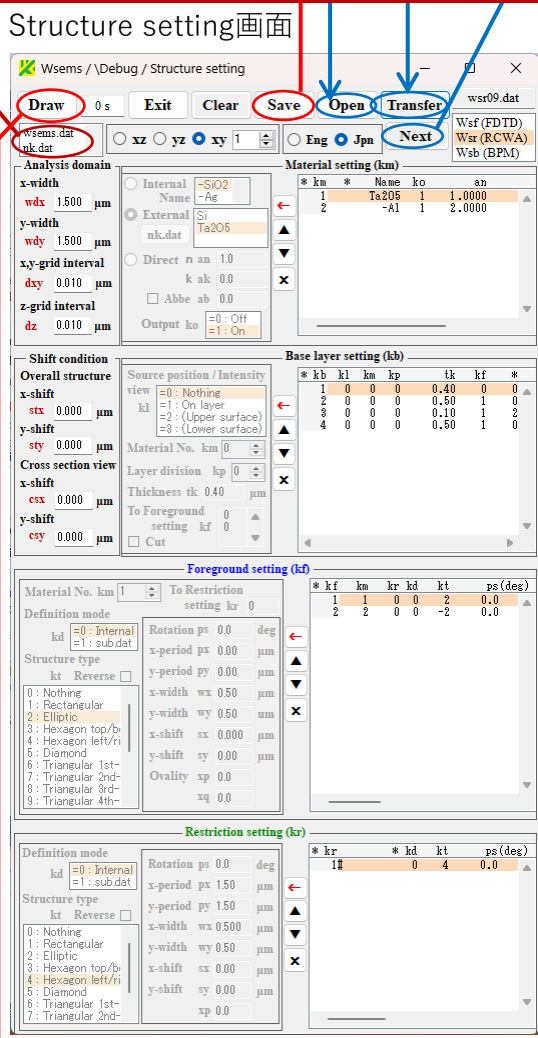 Structure setting画面
Wsems / \Debug / Structure setting
Draw 0 s Exit Clear Save Open Transfer wsr09.dat
wsems.dat
nk.dat
xz yz xy 1 Eng Jpn Next
Wsf (FDTD)
Wsr (RCWA)
Wsb (BPM)
Analysis domain
x-width
wdx 1.500 μm
y-width
wdy 1.500 μm
x,y-grid interval
dxy 0.010 μm
z-grid interval
dz 0.010 μm
Material setting (km)
Internal Name -SiO2
-Ag
External Si
Ta2O5
nk.dat
Direct n an 1.0
k ak 0.0
Abbe ab 0.0
Output ko =0 : Off
=1 : On
* km * Name ko an
1 Ta2O5 1 1.0000
2 -Al 1 2.0000
Shift condition
Overall structure
x-shift
stx 0.000 μm
y-shift
sty 0.000 μm
Cross section view
x-shift
csx 0.000 μm
y-shift
csy 0.000 μm
Base layer setting (kb)
Source position / Intensity
view kl =0 : Nothing
=1 : On layer
=2 : (Upper surface)
=3 : (Lower surface)
Material No. km 0
Layer division kp 0
Thickness tk 0.40 μm
To Foreground setting kf 0
0
Cut
* kb kl km kp tk kf *
1 0 0 0 0.40 0 0
2 0 0 0 0.50 1 0
3 0 0 0 0.10 1 2
4 0 0 0 0.50 1 0
Foreground setting (kf)
Material No. km 1 To Restriction
setting kr 0
Definition mode
kd =0 : Internal
=1 : sub.dat
Structure type
kt Reverse
0 : Nothing
1 : Rectangular
2 : Elliptic
3 : Hexagon top/b
4 : Hexagon left/ri
5 : Diamond
6 : Triangular 1st-
7 : Triangular 2nd-
8 : Triangular 3rd-
9 : Triangular 4th-
Rotation ps 0.0 deg
x-period px 0.00 μm
y-period py 0.00 μm
x-width wx 0.50 μm
y-width wy 0.50 um
x-shift sx 0.000 μm
y-shift sy 0.00 μm
Ovality xp 0.0
xq 0.0
* kf km kr kd kt ps(deg)
1 1 0 0 2 0.0
2 2 0 0 -2 0.0
Restriction setting (kr)
Definition mode
kd =0 : Internal
=1 : sub.dat
Structure type
kt Reverse
0 : Nothing
1 : Rectangular
2 : Elliptic
3 : Hexagon top/b
4 : Hexagon left/ri
5 : Diamond
6 : Triangular 1st-
7 : Triangular 2nd-
Rotation ps 0.0 deg
x-period px 1.50 μm
y-period py 1.50 μm
x-width wx 0.500 μm
y-width wy 0.50 μm
x-shift sx 0.00 μm
y-shift sy 0.00 μm
xp 0.0
* kr * kd kt ps(deg)
1# 0 4 0.0